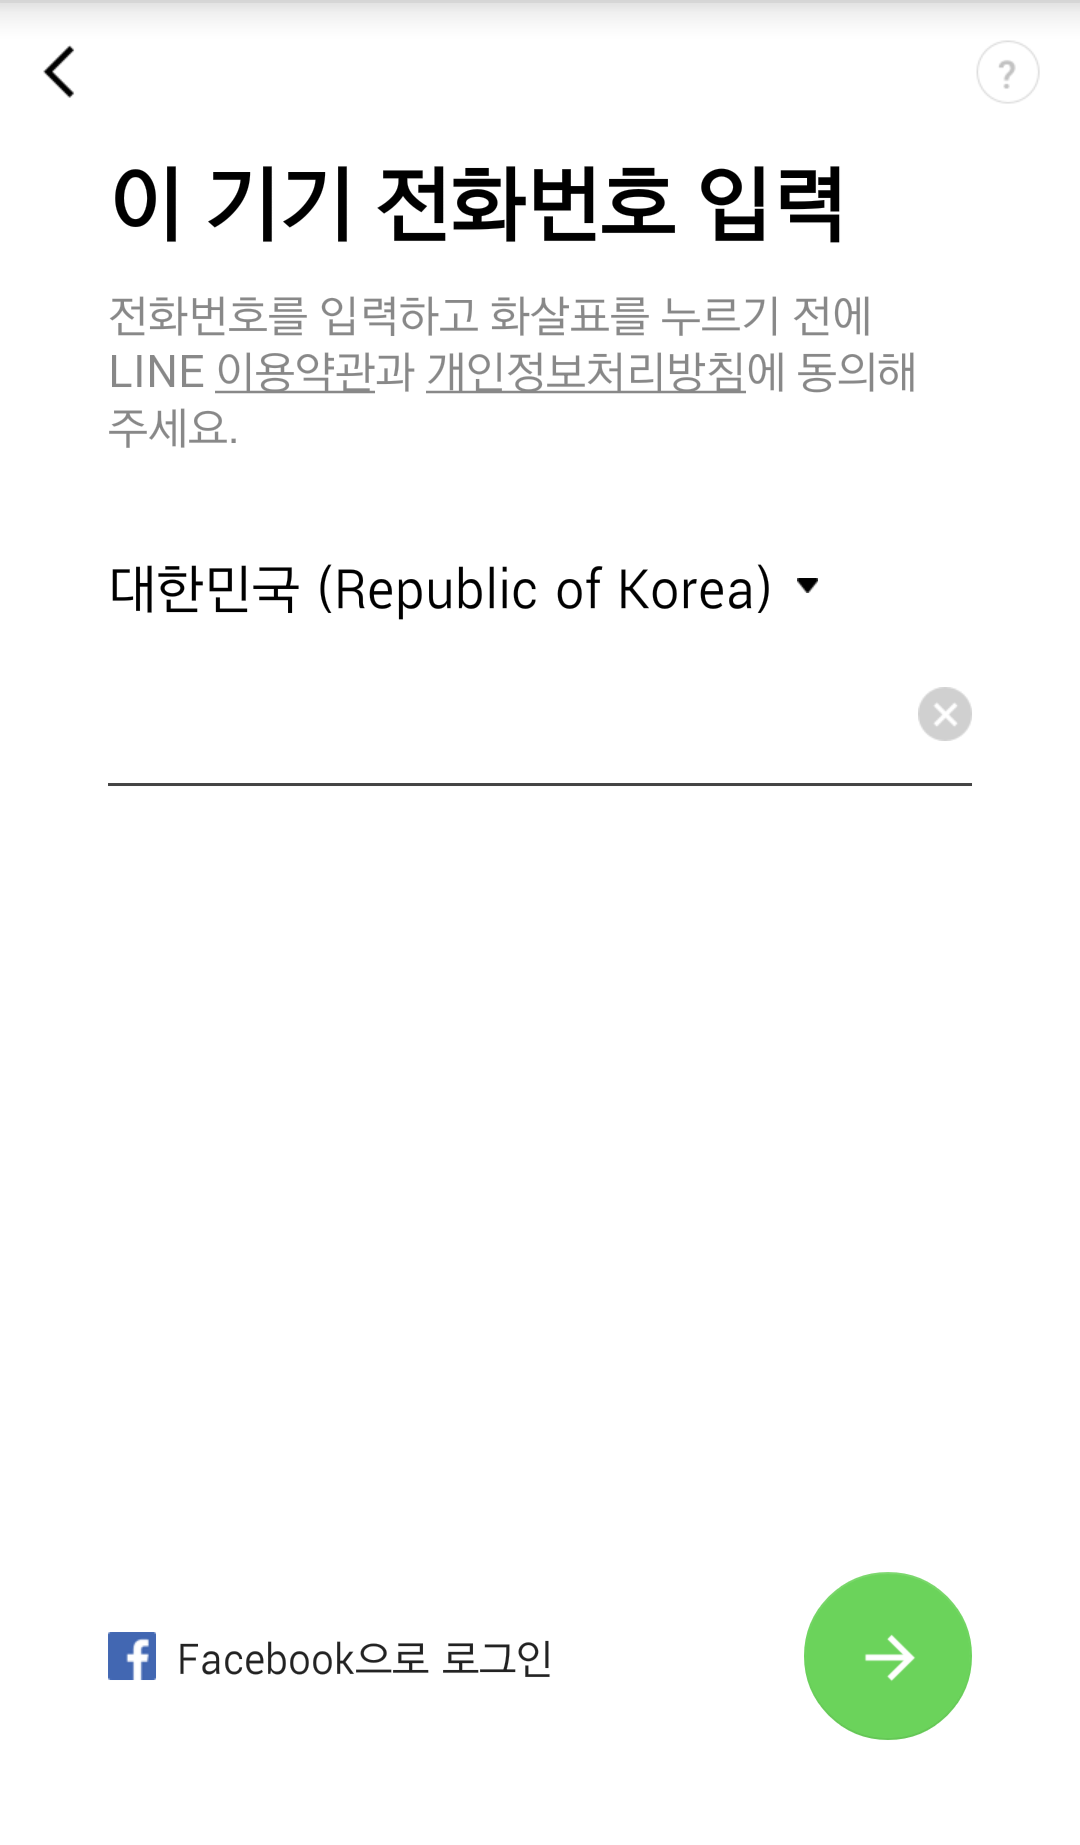 ?
이 기기 전화번호 입력
전화번호를 입력하고 화살표를 누르기 전에
LINE 이용약관과 개인정보처리방침에 동의해
주세요.
대한민국 (Republic of Korea)
f Facebook으로 로그인